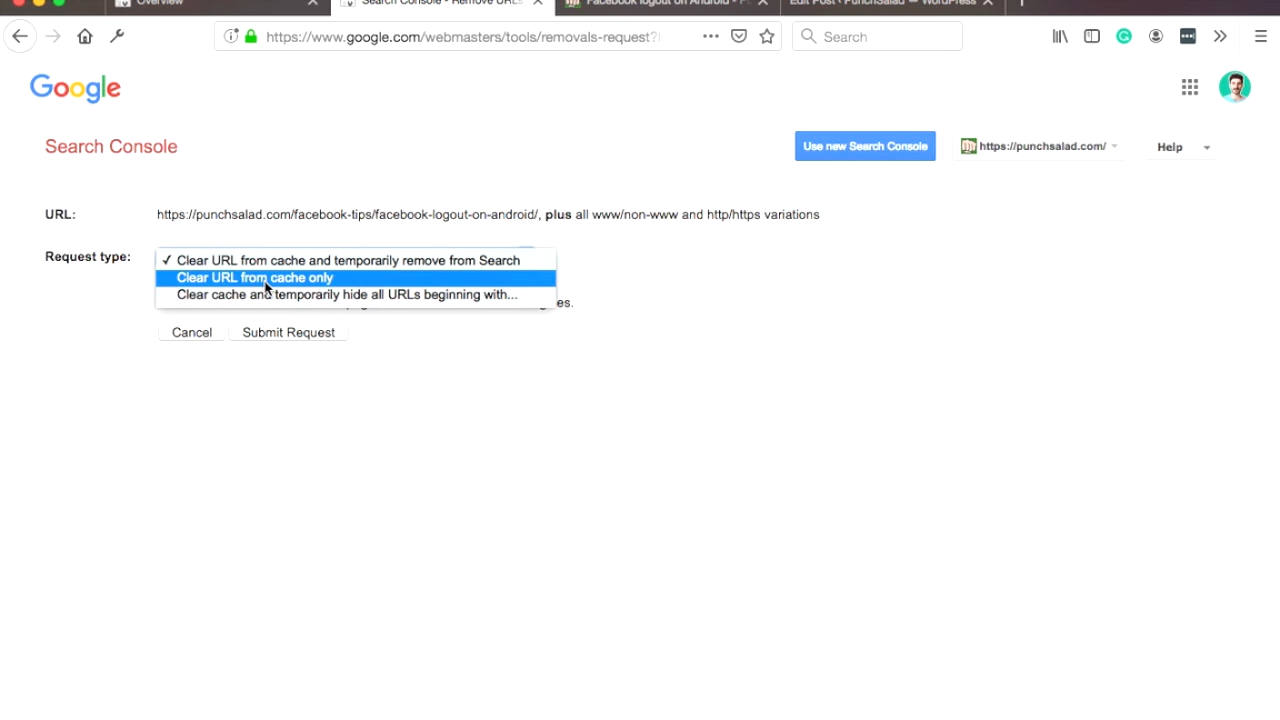 Overview
Search Console - Remove URLs
Facebook logout on Android - P
Edit Post ‹ PunchSalad — WordPress
https://www.google.com/webmasters/tools/removals-request?
Search
Google
Search Console
Use new Search Console
https://punchsalad.com/
Help
URL:
https://punchsalad.com/facebook-tips/facebook-logout-on-android/, plus all www/non-www and http/https variations
Request type:
✓ Clear URL from cache and temporarily remove from Search
Clear URL from cache only
Clear cache and temporarily hide all URLs beginning with...
es.
Cancel
Submit Request